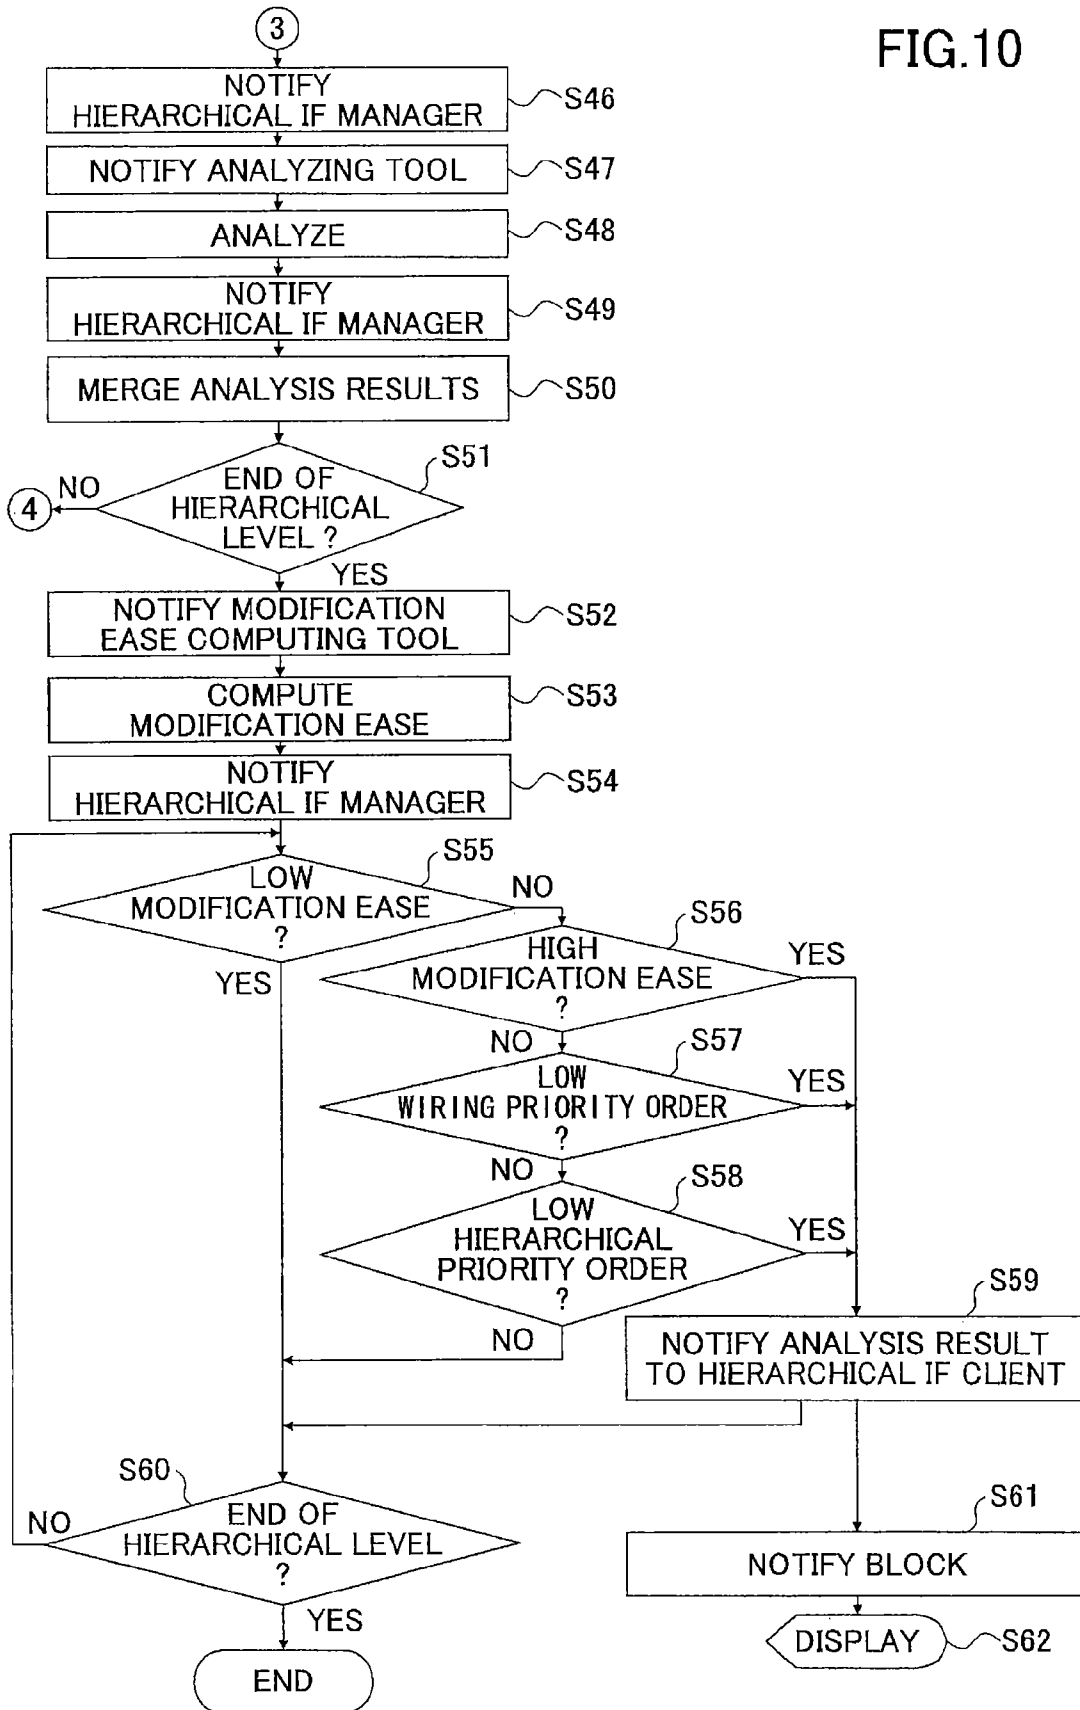 FIG.10
3
NOTIFY
HIERARCHICAL IF MANAGER
S46
NOTIFY ANALYZING TOOL
S47
ANALYZE
S48
NOTIFY
HIERARCHICAL IF MANAGER
S49
MERGE ANALYSIS RESULTS
S50
END OF
HIERARCHICAL
LEVEL ?
S51
NO
4
YES
NOTIFY MODIFICATION
EASE COMPUTING TOOL
S52
COMPUTE
MODIFICATION EASE
S53
NOTIFY
HIERARCHICAL IF MANAGER
S54
LOW
MODIFICATION EASE
?
S55
NO
YES
HIGH
MODIFICATION EASE
?
S56
YES
NO
LOW
WIRING PRIORITY ORDER
?
S57
YES
NO
LOW
HIERARCHICAL
PRIORITY ORDER
?
S58
YES
NO
NOTIFY ANALYSIS RESULT
TO HIERARCHICAL IF CLIENT
S59
END OF
HIERARCHICAL LEVEL
?
S60
NO
YES
END
NOTIFY BLOCK
S61
DISPLAY
S62